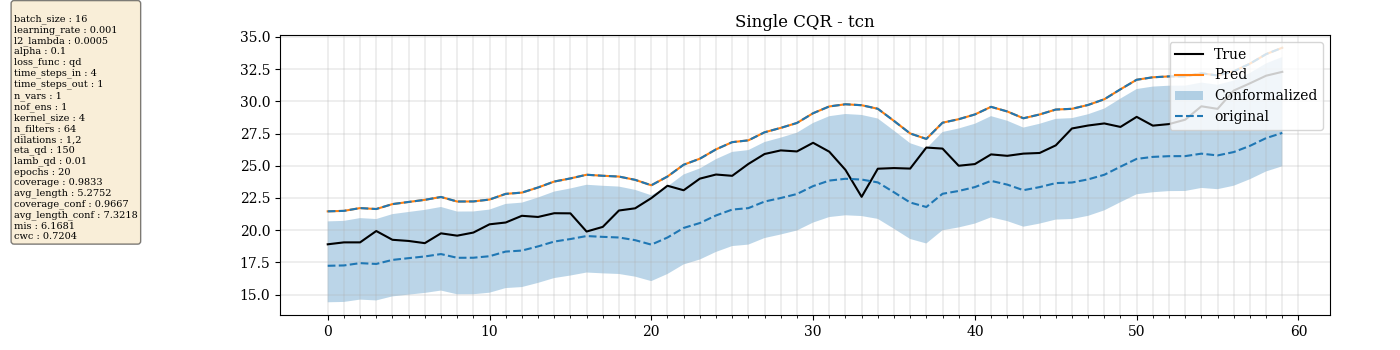 batch_size : 16
learning_rate : 0.001
l2_lambda : 0.0005
alpha : 0.1
loss_func : qd
time_steps_in : 4
time_steps_out : 1
n_vars : 1
nof_ens : 1
kernel_size : 4
n_filters : 64
dilations : 1,2
eta_qd : 150
lamb_qd : 0.01
epochs : 20
coverage : 0.9833
avg_length : 5.2752
coverage_conf : 0.9667
avg_length_conf : 7.3218
mis : 6.1681
cwc : 0.7204
Single CQR - tcn
35.0
32.5
30.0
27.5
25.0
22.5
20.0
17.5
15.0
0
10
20
30
40
50
60
True
Pred
Conformalized
original